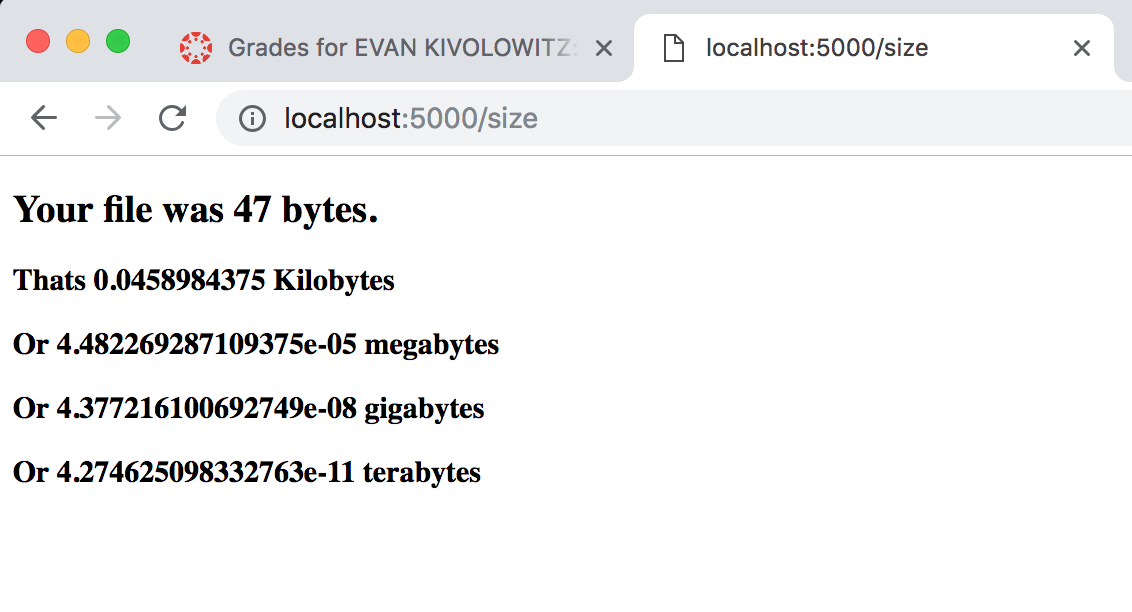 Grades for EVAN KIVOLOWITZ:
localhost:5000/size
localhost:5000/size
Your file was 47 bytes.
Thats 0.0458984375 Kilobytes
Or 4.482269287109375e-05 megabytes
Or 4.377216100692749e-08 gigabytes
Or 4.274625098332763e-11 terabytes